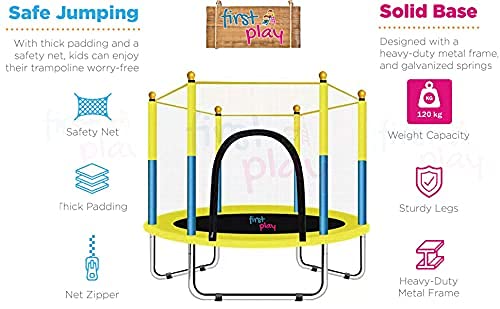 Safe Jumping
With thick padding and a
safety net, kids can enjoy
their trampoline worry-free
Safety Net
Thick Padding
Net Zipper
first
play
first
play
first
play
Solid Base
Designed with a
heavy-duty metal frame,
and galvanized springs
KG
120 kg
Weight Capacity
Sturdy Legs
Heavy-Duty
Metal Frame